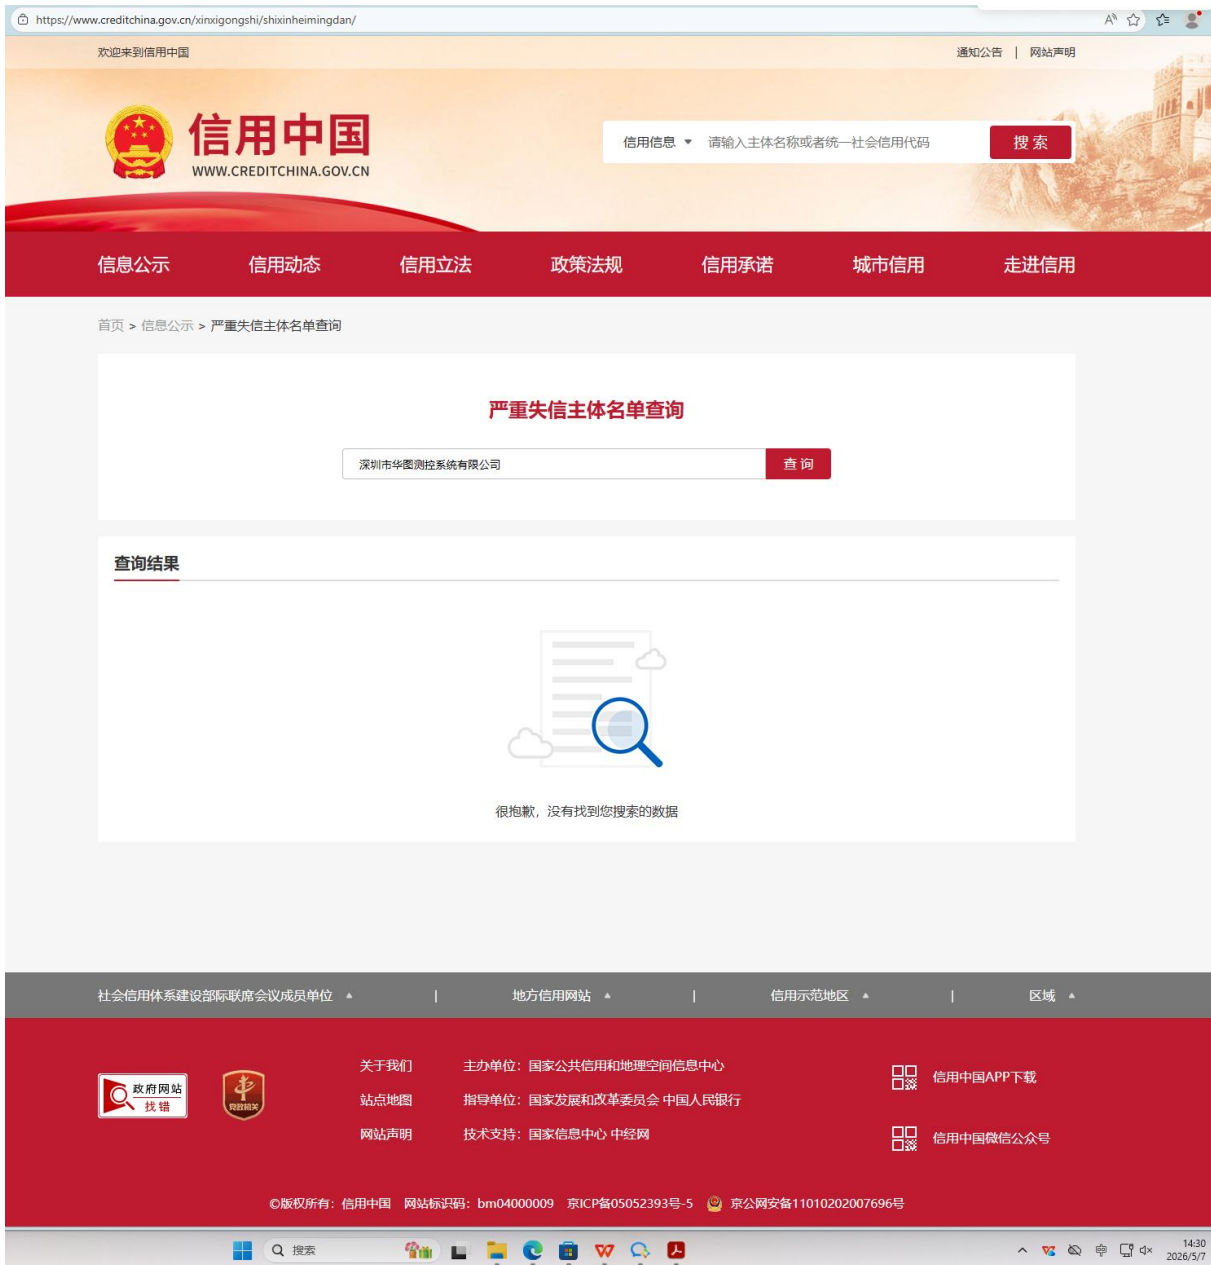 https://www.creditchina.gov.cn/xinxigongshi/shixinheimingdan/
欢迎来到信用中国
通知公告 | 网站声明
信用中国
WWW.CREDITCHINA.GOV.CN
信用信息 请输入主体名称或者统一社会信用代码 搜索
信息公示 信用动态 信用立法 政策法规 信用承诺 城市信用 走进信用
首页 > 信息公示 > 严重失信主体名单查询
严重失信主体名单查询
深圳市华图测控系统有限公司 查询
查询结果
很抱歉，没有找到您搜索的数据
社会信用体系建设部际联席会议成员单位 | 地方信用网站 | 信用示范地区 | 区域
政府网站
找错
党政机关
关于我们 主办单位：国家公共信用和地理空间信息中心
站点地图 指导单位：国家发展和改革委员会 中国人民银行
网站声明 技术支持：国家信息中心 中经网
信用中国APP下载
信用中国微信公众号
©版权所有：信用中国 网站标识码：bm04000009 京ICP备05052393号-5 京公网安备11010202007696号
搜索
中
14:30
2026/5/7